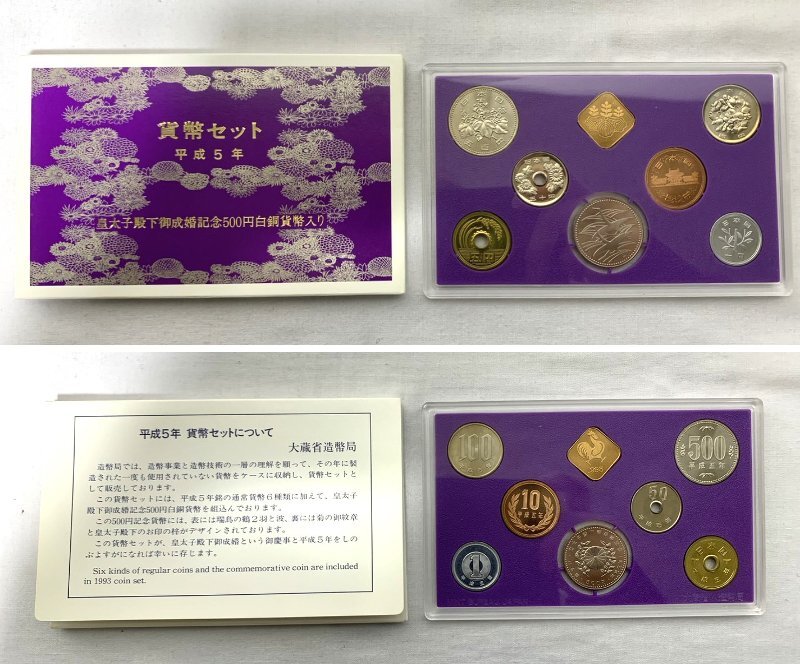 貨幣セット
平成5年
皇太子殿下御成婚記念500円白銅貨幣入り
日本国
五円
平成5年 貨幣セットについて
大蔵省造幣局
造幣局では、造幣事業と造幣技術の一層の理解を願って、その年に製
造された一度も使用されていない貨幣をケースに収納し、貨幣セットと
して販売しております。
この貨幣セットには、平成5年銘の通常貨幣6種類に加えて、皇太子
殿下御成婚記念500円白銅貨幣を組込んでおります。
この500円記念貨幣には、表には瑞鳥の鶴2羽と波、裏には菊の御紋章
と皇太子殿下のお印の梓がデザインされております。
この貨幣セットが、皇太子殿下御成婚という御慶事と平成5年をしの
ぶよすがになれば幸いに存じます。
Six kinds of regular coins and the commemorative coin are included
in 1993 coin set.
100
1993
500
平成五年
10
平成五年
50
1